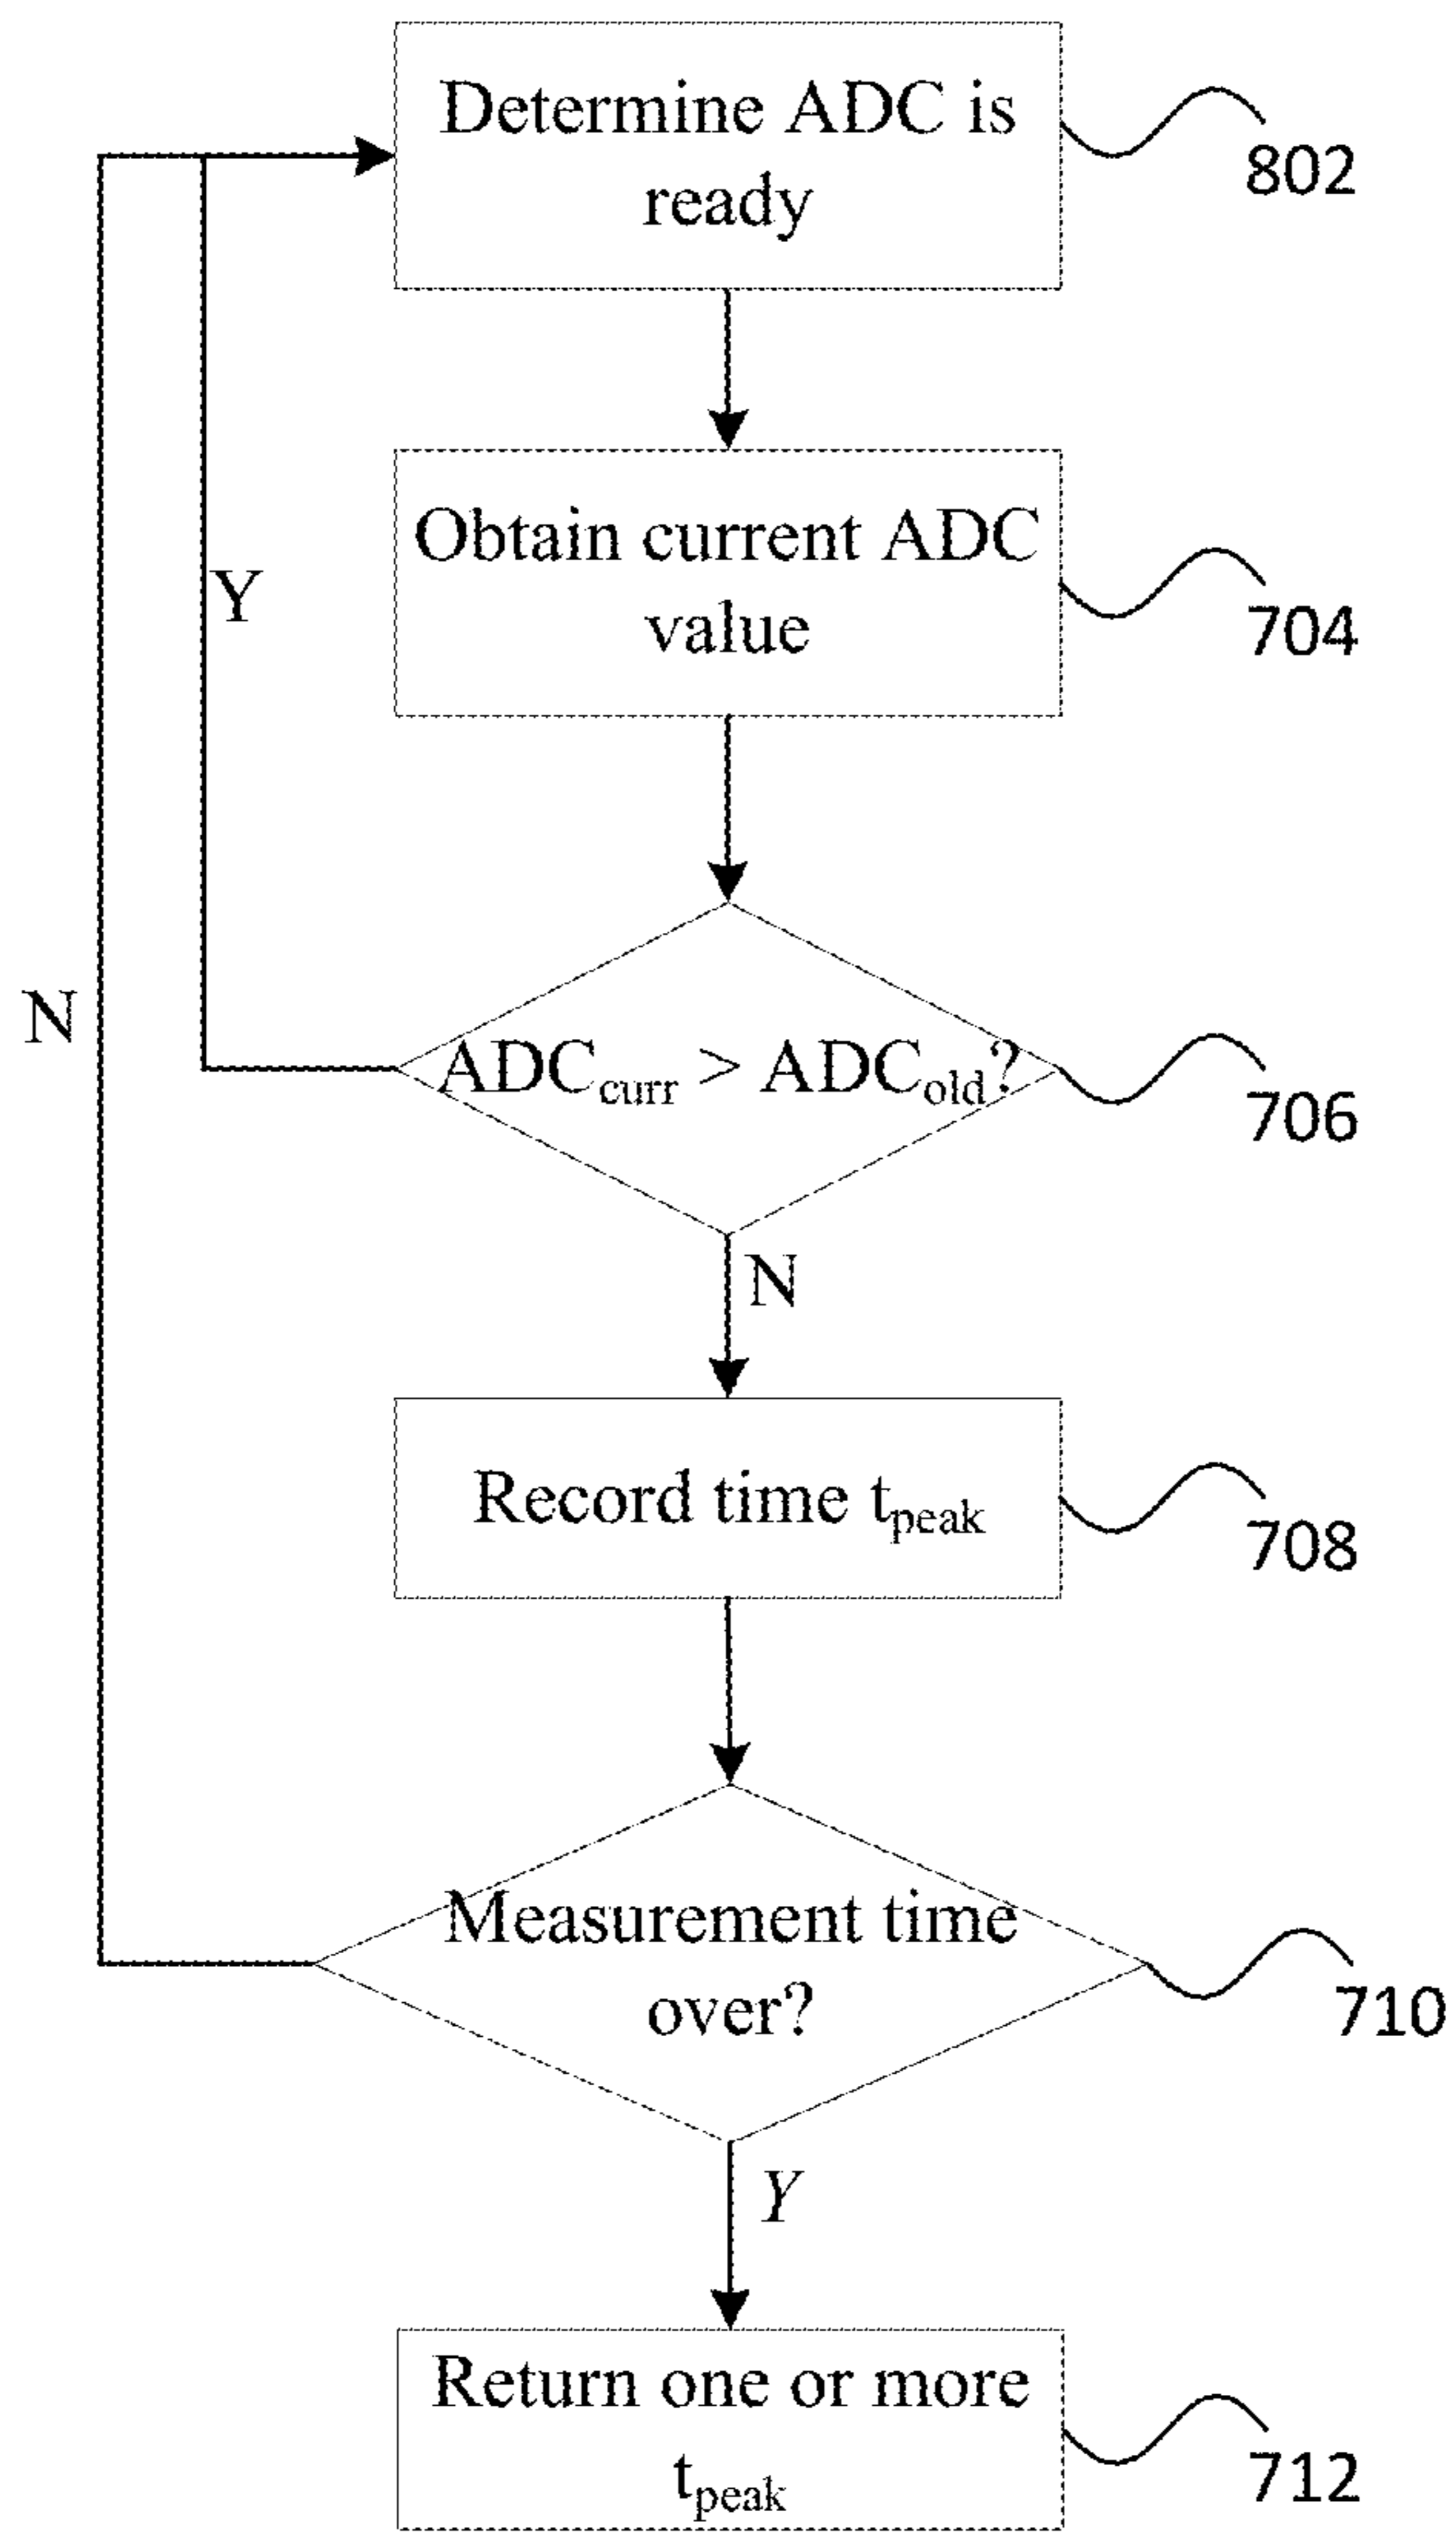 Determine ADC is
ready
802
Obtain current ADC
value
704
Y
N
ADCcurr > ADCold?
706
N
Record time tpeak
708
Measurement time
over?
710
Y
Return one or more
tpeak
712